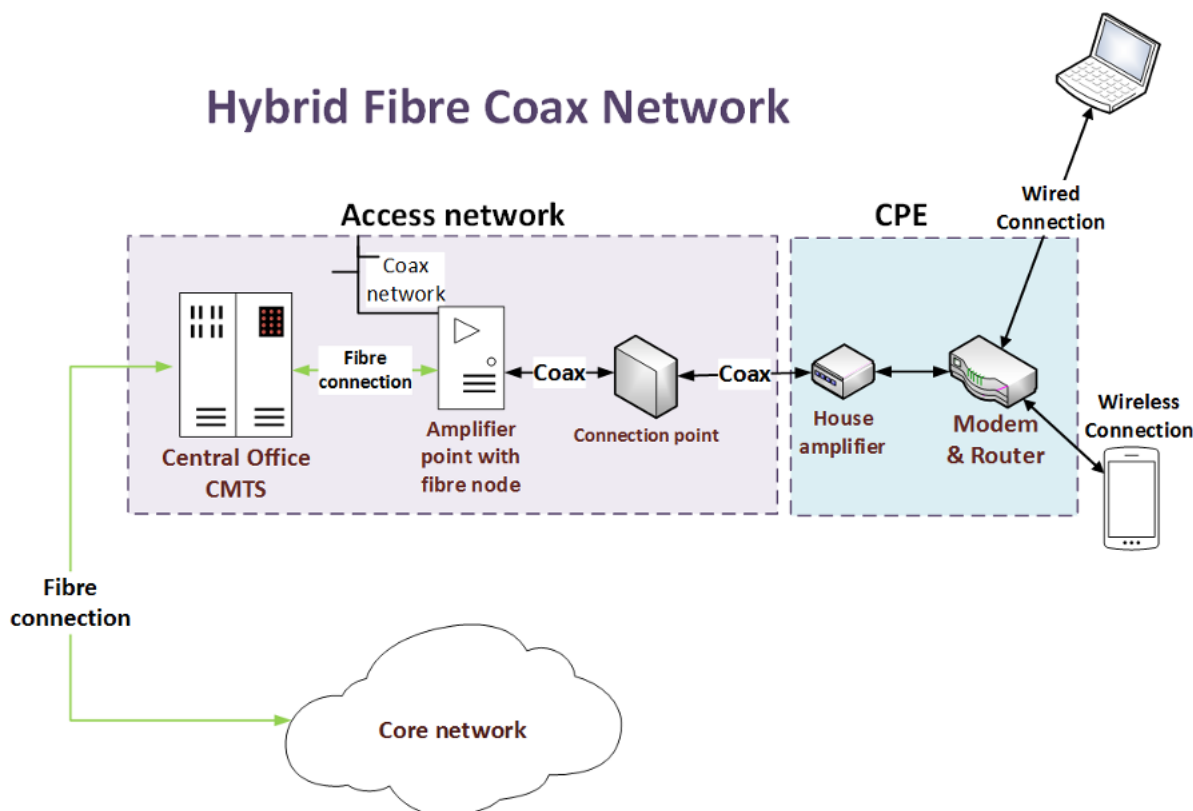 Hybrid Fibre Coax Network
Access network
CPE
Wired
Connection
Coax
network
Fibre
connection
Coax
Coax
Central Office
CMTS
Amplifier
point with
fibre node
Connection point
House
amplifier
Modem
& Router
Wireless
Connection
Fibre
connection
Core network